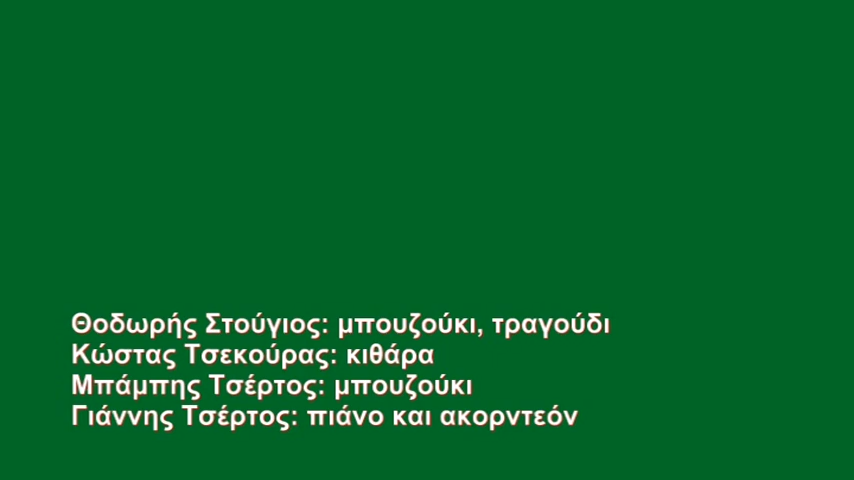 Θοδωρής Στούγιος: μπουζούκι, τραγούδι
Κώστας Τσεκούρας: κιθάρα
Μπάμπης Τσέρτος: μπουζούκι
Γιάννης Τσέρτος: πιάνο και ακορντεόν